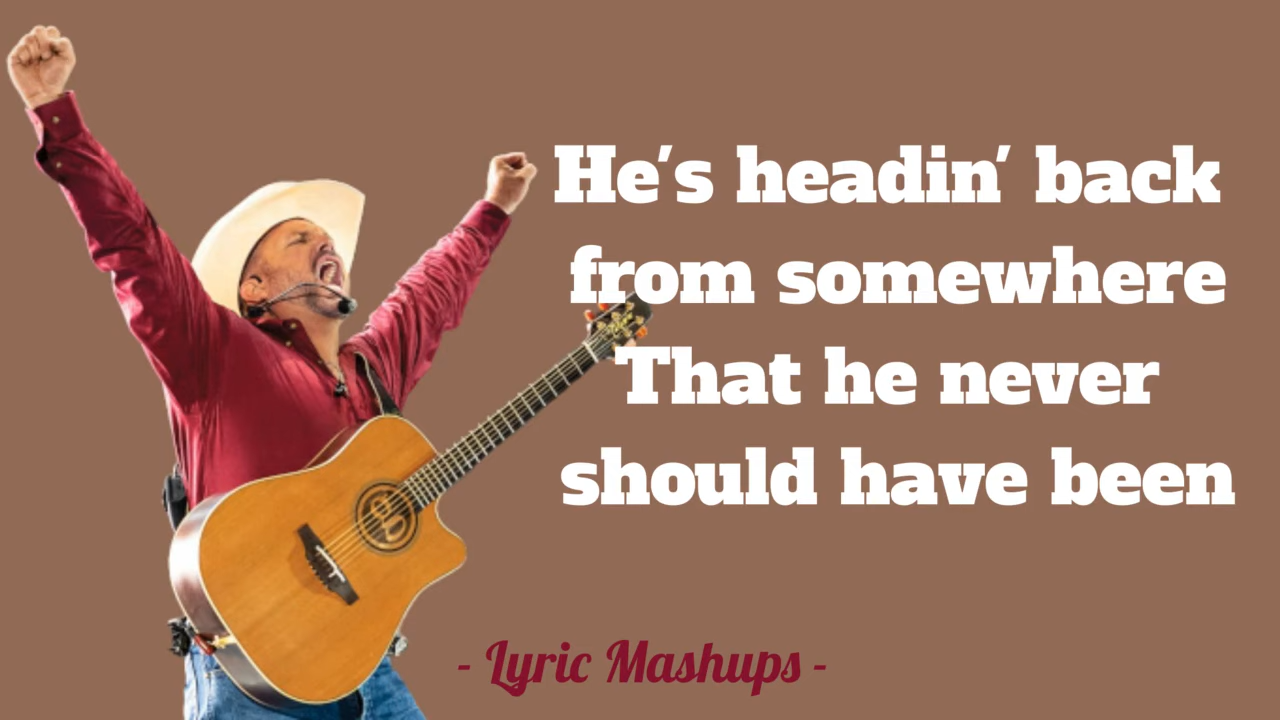 He’s headin’ back
from somewhere
That he never
should have been
- Lyric Mashups -